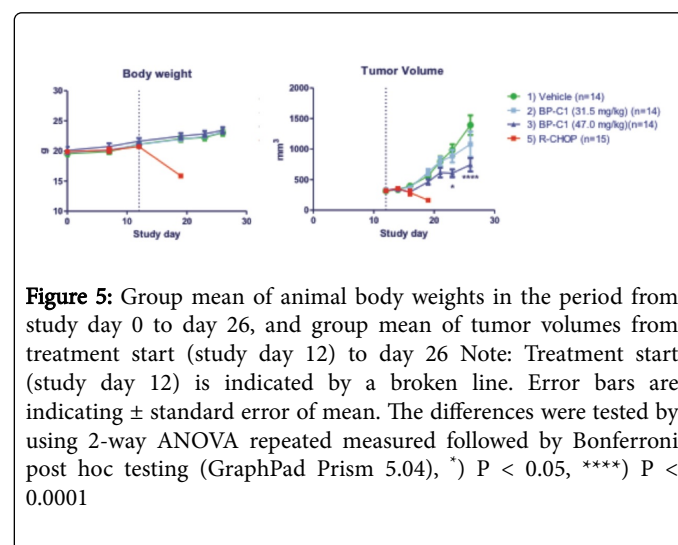 Body weight
30
25
20
15
10
g
0
10
20
30
Study day
Tumor Volume
2000
1500
1000
500
0
mm³
0
10
20
30
Study day
*
****
1) Vehicle (n=14)
2) BP-C1 (31.5 mg/kg) (n=14)
3) BP-C1 (47.0 mg/kg)(n=14)
5) R-CHOP (n=15)
Figure 5: Group mean of animal body weights in the period from
study day 0 to day 26, and group mean of tumor volumes from
treatment start (study day 12) to day 26 Note: Treatment start
(study day 12) is indicated by a broken line. Error bars are
indicating ± standard error of mean. The differences were tested by
using 2-way ANOVA repeated measured followed by Bonferroni
post hoc testing (GraphPad Prism 5.04), *) P < 0.05, ****) P <
0.0001